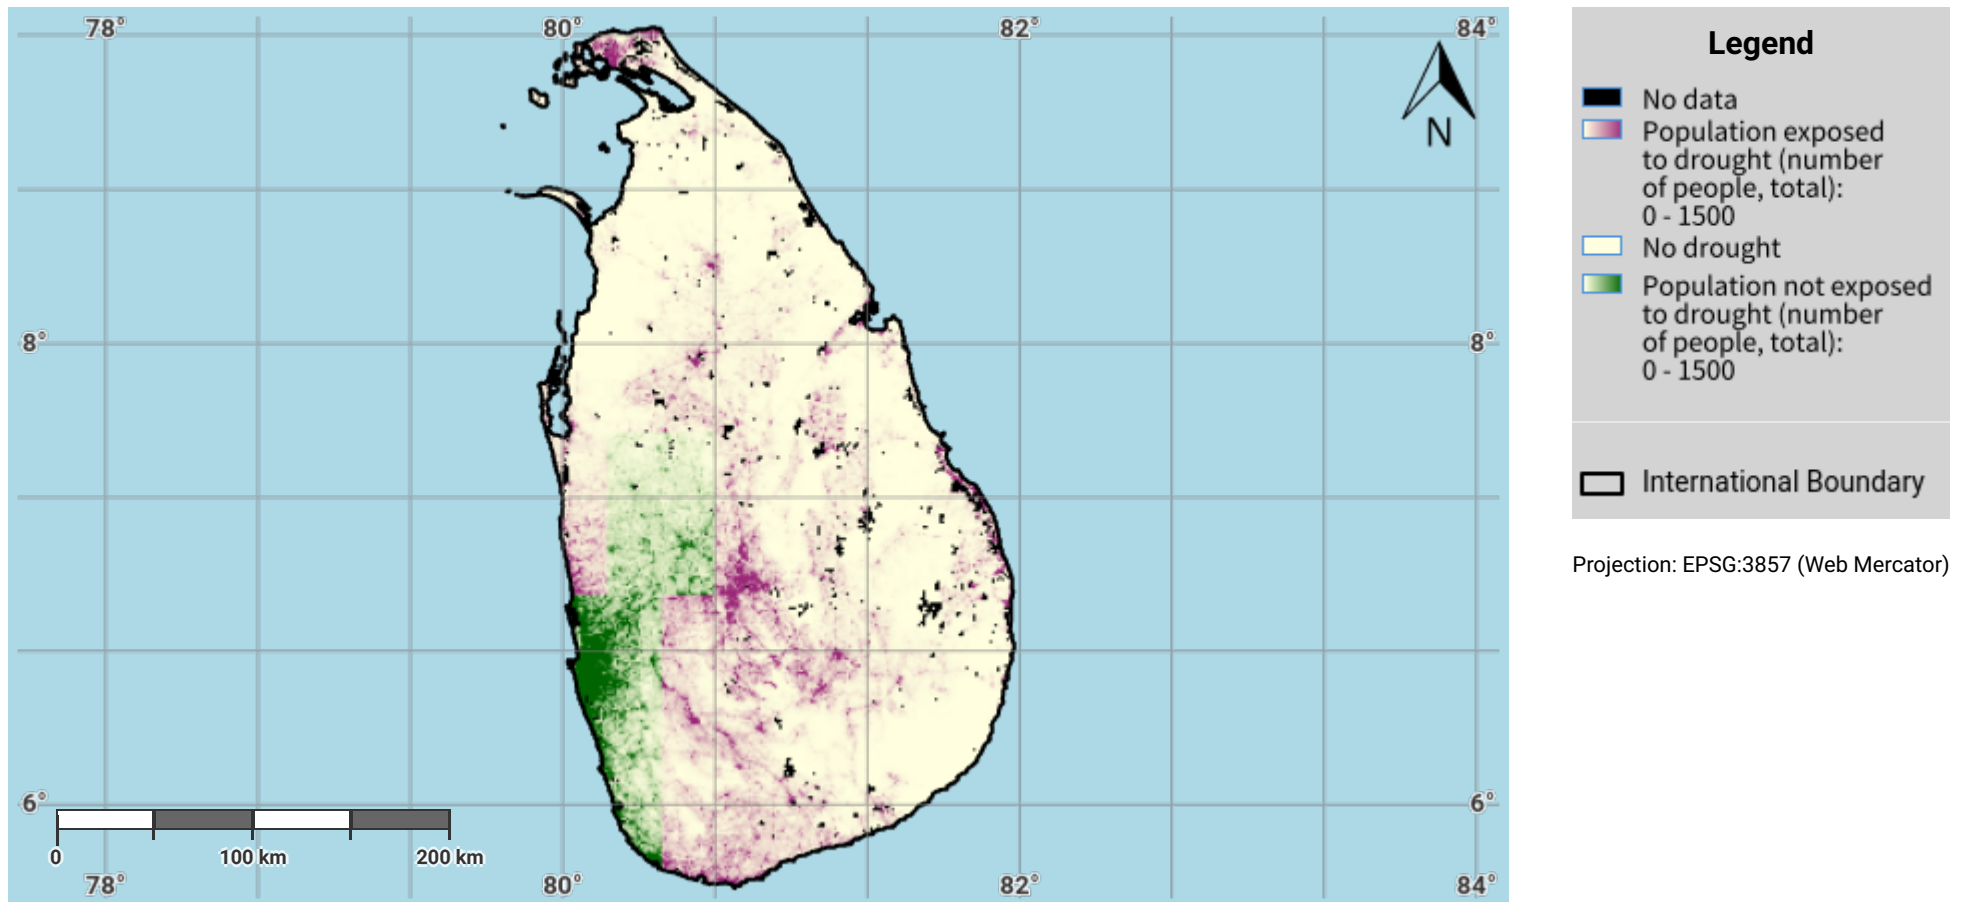 78°
80°
82°
84°
N
8°
8°
6°
6°
0
100 km
200 km
78°
80°
82°
84°
Legend
No data
Population exposed
to drought (number
of people, total):
0 - 1500
No drought
Population not exposed
to drought (number
of people, total):
0 - 1500
International Boundary
Projection: EPSG:3857 (Web Mercator)